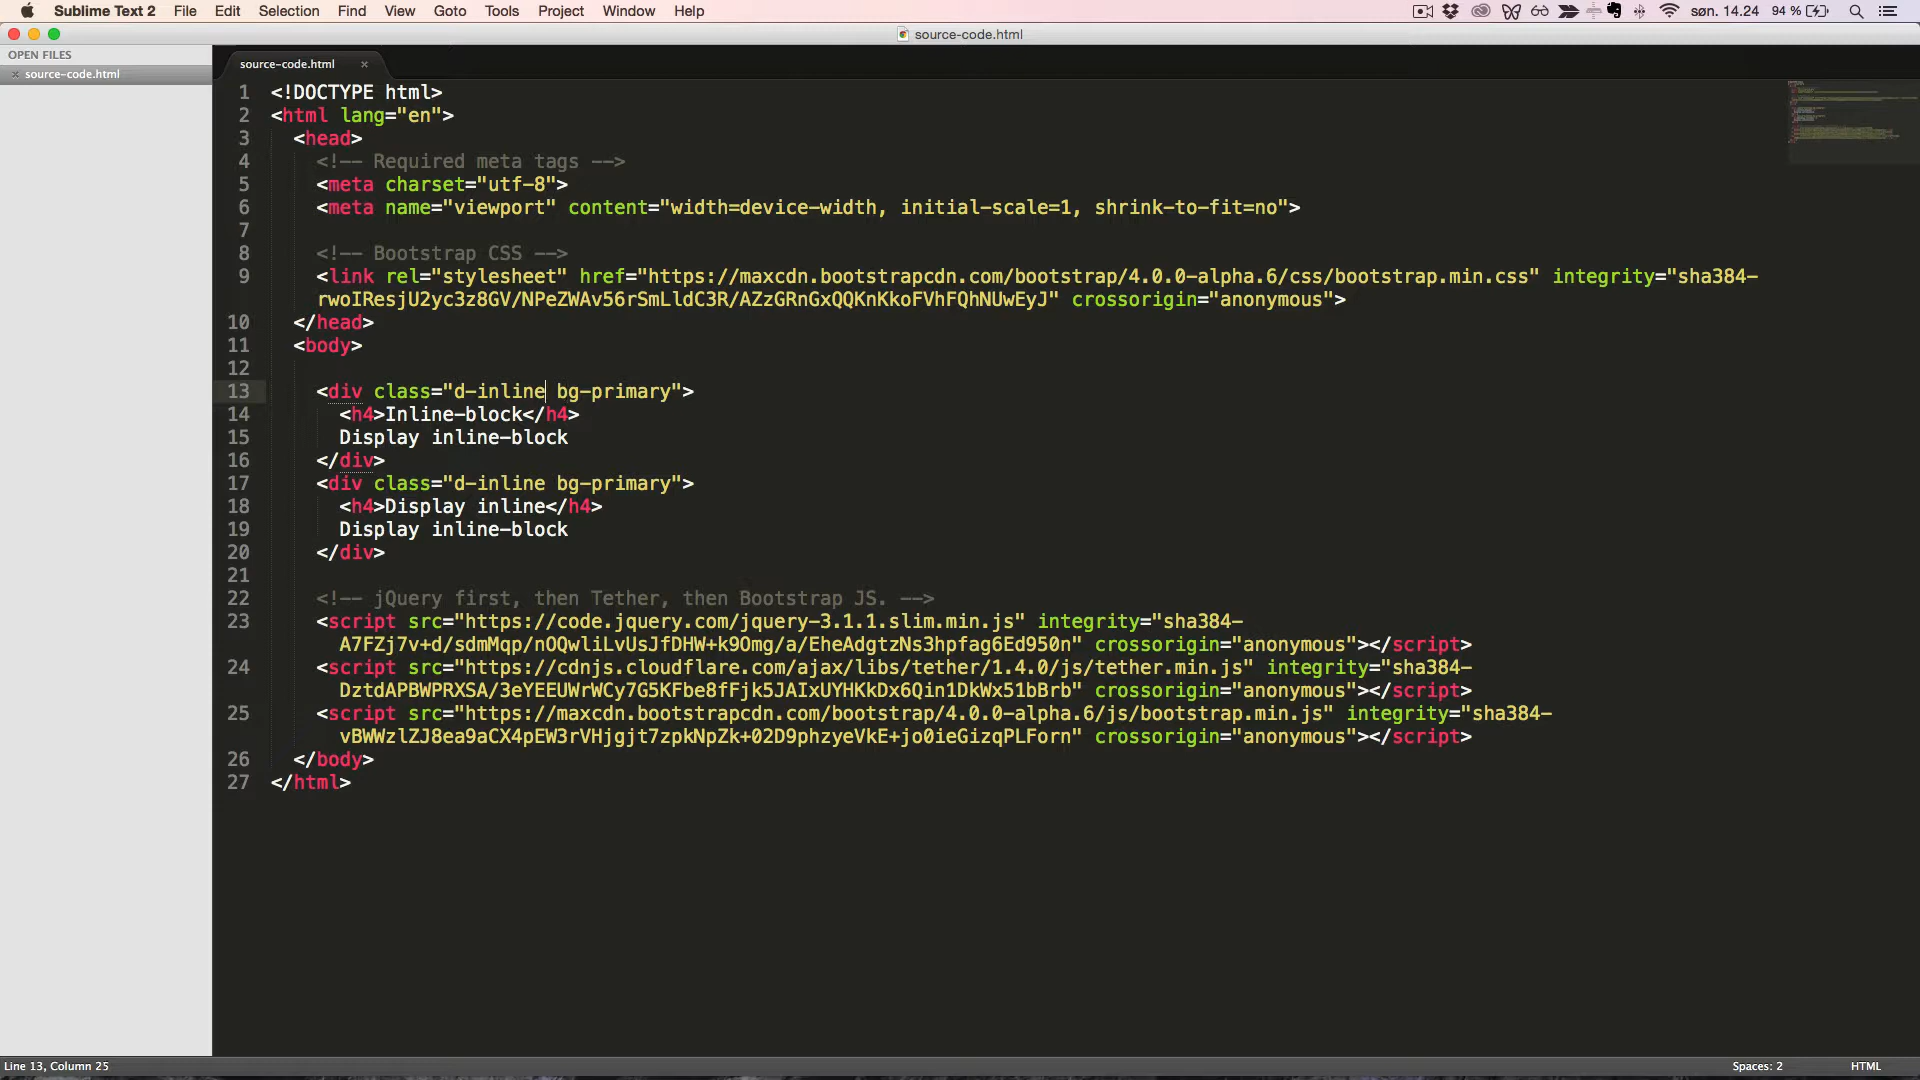 Sublime Text 2 File Edit Selection Find View Goto Tools Project Window Help søn. 14.24 94 %
source-code.html
OPEN FILES
× source-code.html
source-code.html ×
1 <!DOCTYPE html>
2 <html lang="en">
3 <head>
4 <!-- Required meta tags -->
5 <meta charset="utf-8">
6 <meta name="viewport" content="width=device-width, initial-scale=1, shrink-to-fit=no">
7
8 <!-- Bootstrap CSS -->
9 <link rel="stylesheet" href="https://maxcdn.bootstrapcdn.com/bootstrap/4.0.0-alpha.6/css/bootstrap.min.css" integrity="sha384-
rwoIResjU2yc3z8GV/NPeZWAv56rSmLldC3R/AZzGRnGxQQKnKkoFVhFQhNUwEyJ" crossorigin="anonymous">
10 </head>
11 <body>
12
13 <div class="d-inline bg-primary">
14 <h4>Inline-block</h4>
15 Display inline-block
16 </div>
17 <div class="d-inline bg-primary">
18 <h4>Display inline</h4>
19 Display inline-block
20 </div>
21
22 <!-- jQuery first, then Tether, then Bootstrap JS. -->
23 <script src="https://code.jquery.com/jquery-3.1.1.slim.min.js" integrity="sha384-
A7FZj7v+d/sdmMqp/nOQwliLvUsJfDHW+k9Omg/a/EheAdgtzNs3hpfag6Ed950n" crossorigin="anonymous"></script>
24 <script src="https://cdnjs.cloudflare.com/ajax/libs/tether/1.4.0/js/tether.min.js" integrity="sha384-
DztdAPBWPRXSA/3eYEEUWrWCy7G5KFbe8fFjk5JAIxUYHKkDx6Qin1DkWx51bBrb" crossorigin="anonymous"></script>
25 <script src="https://maxcdn.bootstrapcdn.com/bootstrap/4.0.0-alpha.6/js/bootstrap.min.js" integrity="sha384-
vBWWzlZJ8ea9aCX4pEW3rVHjgjt7zpkNpZk+02D9phzyeVkE+jo0ieGizqPLForn" crossorigin="anonymous"></script>
26 </body>
27 </html>
Line 13, Column 25 Spaces: 2 HTML